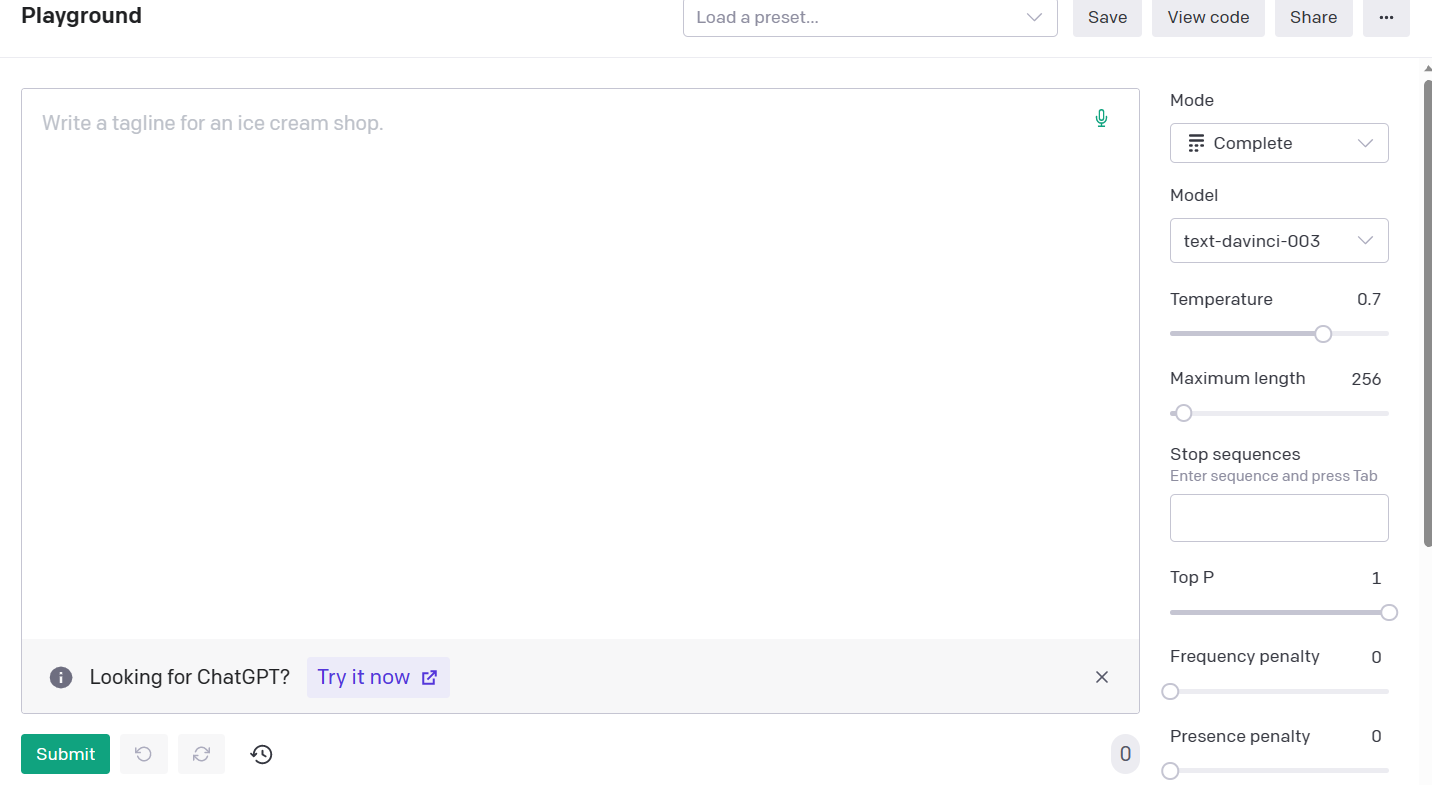 Playground
Load a preset...
Save
View code
Share
...
Write a tagline for an ice cream shop.
Mode
Complete
Model
text-davinci-003
Temperature 0.7
Maximum length 256
Stop sequences
Enter sequence and press Tab
Top P 1
Frequency penalty 0
Presence penalty 0
Looking for ChatGPT? Try it now
Submit
0